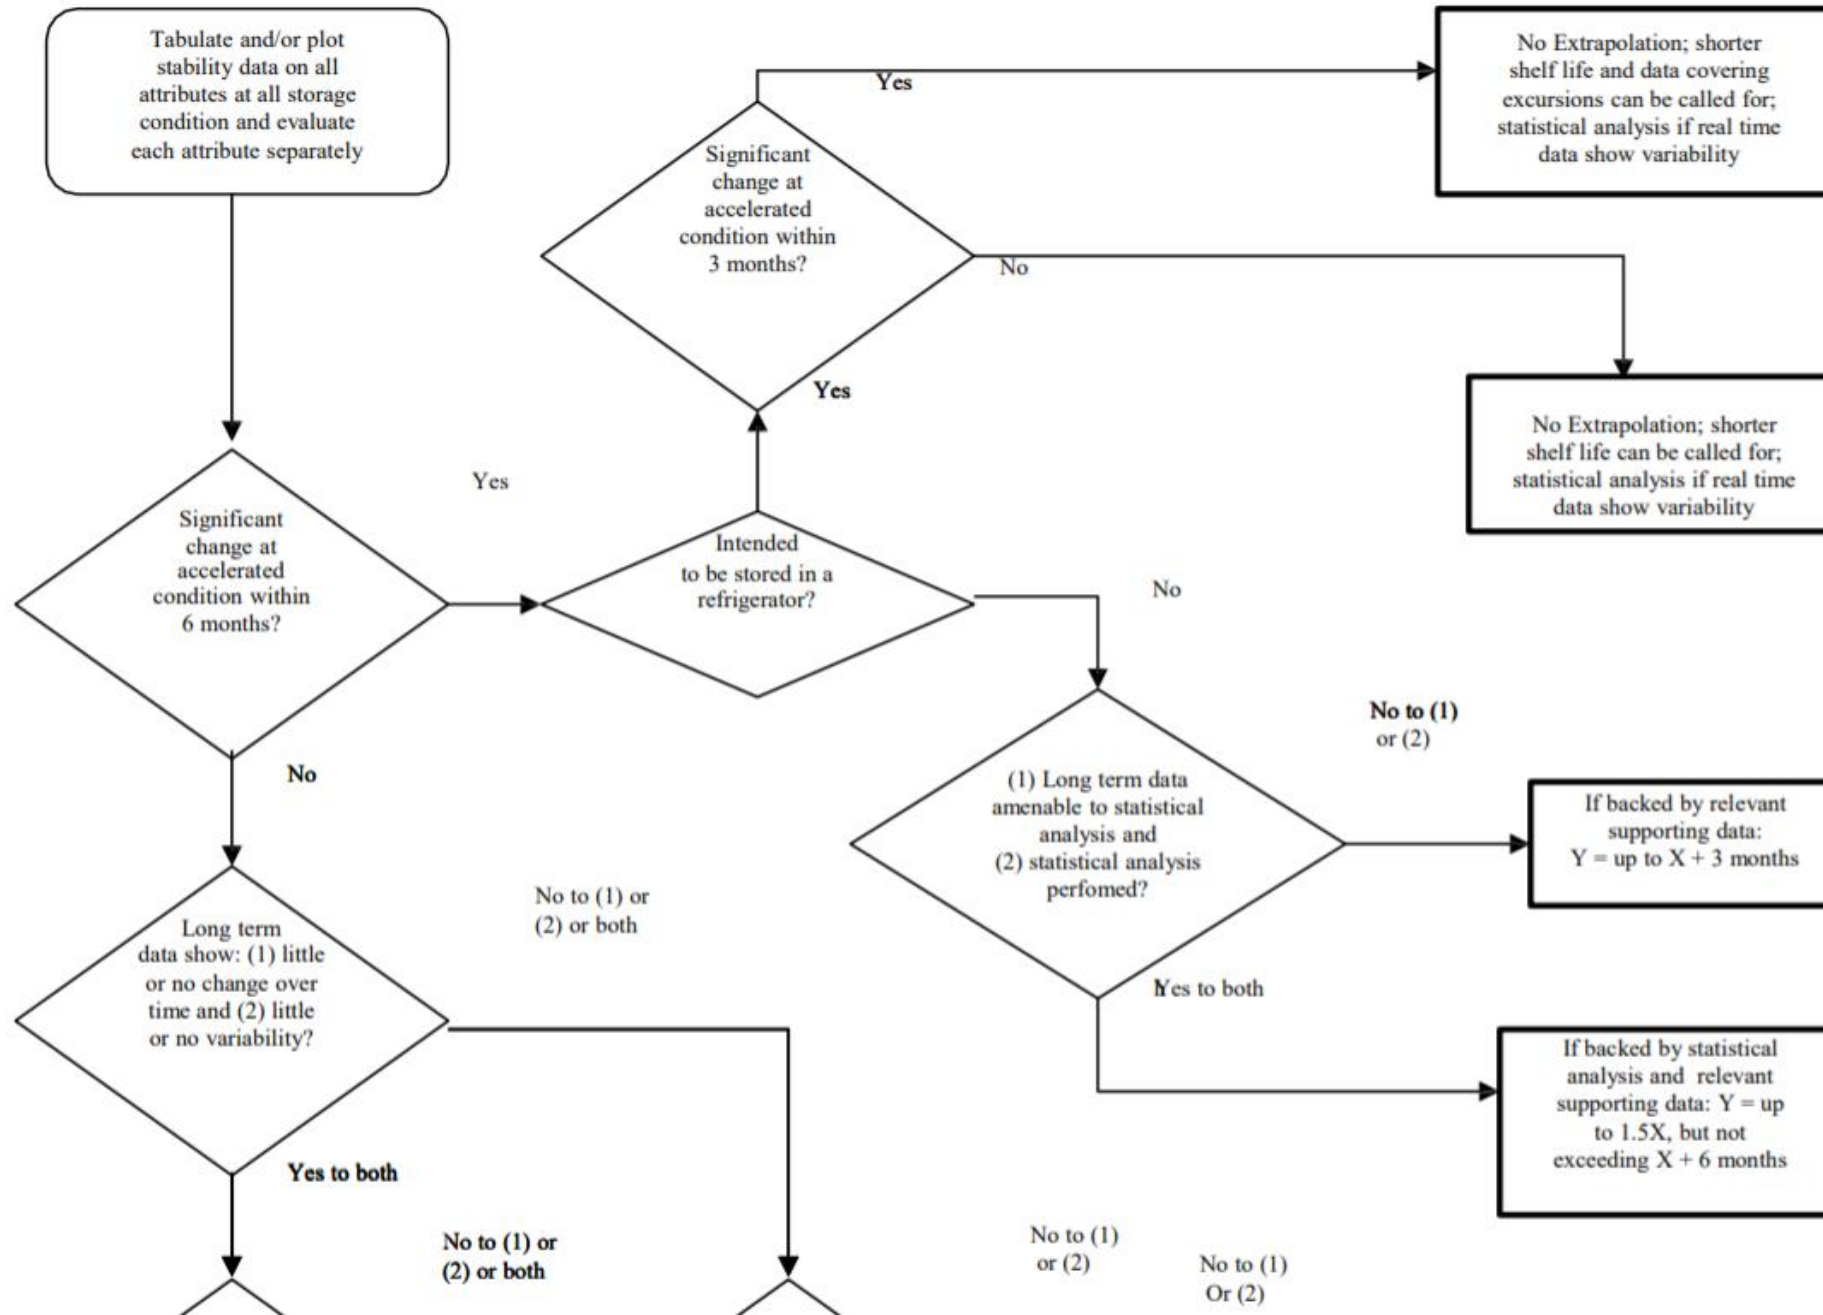 Tabulate and/or plot
stability data on all
attributes at all storage
condition and evaluate
each attribute separately
Yes
No Extrapolation; shorter
shelf life and data covering
excursions can be called for;
statistical analysis if real time
data show variability
Significant
change at
accelerated
condition within
3 months?
No
Yes
No Extrapolation; shorter
shelf life can be called for;
statistical analysis if real time
data show variability
Yes
Significant
change at
accelerated
condition within
6 months?
Intended
to be stored in a
refrigerator?
No
No to (1)
or (2)
No
(1) Long term data
amenable to statistical
analysis and
(2) statistical analysis
perfomed?
If backed by relevant
supporting data:
Y = up to X + 3 months
No to (1) or
(2) or both
Long term
data show: (1) little
or no change over
time and (2) little
or no variability?
Yes to both
If backed by statistical
analysis and relevant
supporting data: Y = up
to 1.5X, but not
exceeding X + 6 months
Yes to both
No to (1) or
(2) or both
No to (1)
or (2)
No to (1)
Or (2)